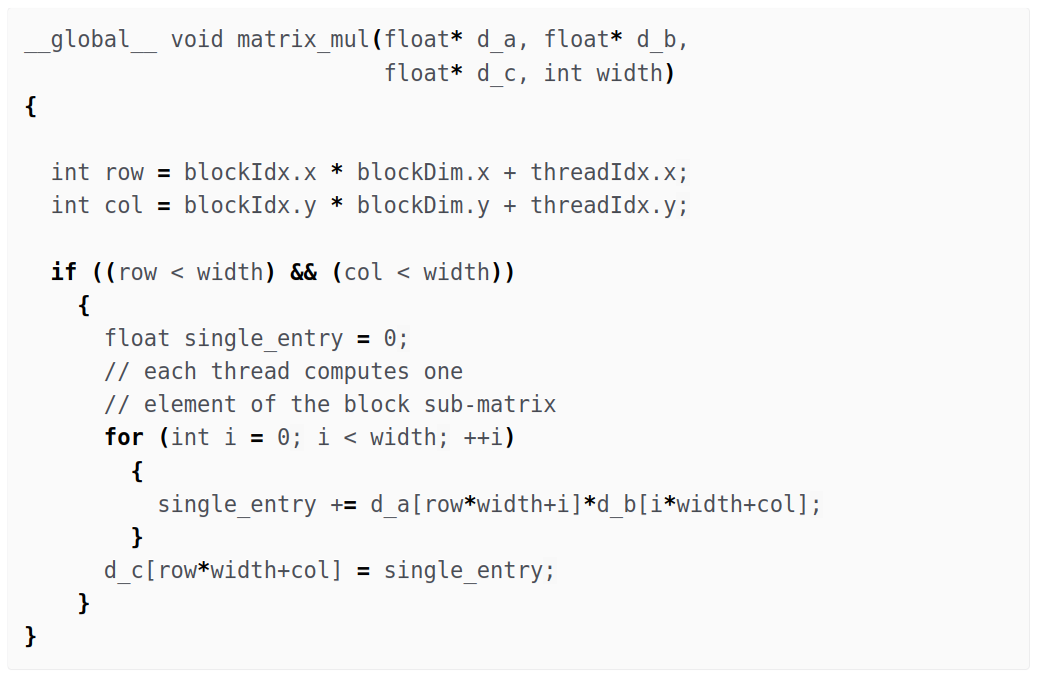 __global__ void matrix_mul(float* d_a, float* d_b,
                           float* d_c, int width)
{

  int row = blockIdx.x * blockDim.x + threadIdx.x;
  int col = blockIdx.y * blockDim.y + threadIdx.y;

  if ((row < width) && (col < width))
    {
      float single_entry = 0;
      // each thread computes one
      // element of the block sub-matrix
      for (int i = 0; i < width; ++i)
        {
          single_entry += d_a[row*width+i]*d_b[i*width+col];
        }
      d_c[row*width+col] = single_entry;
    }
}